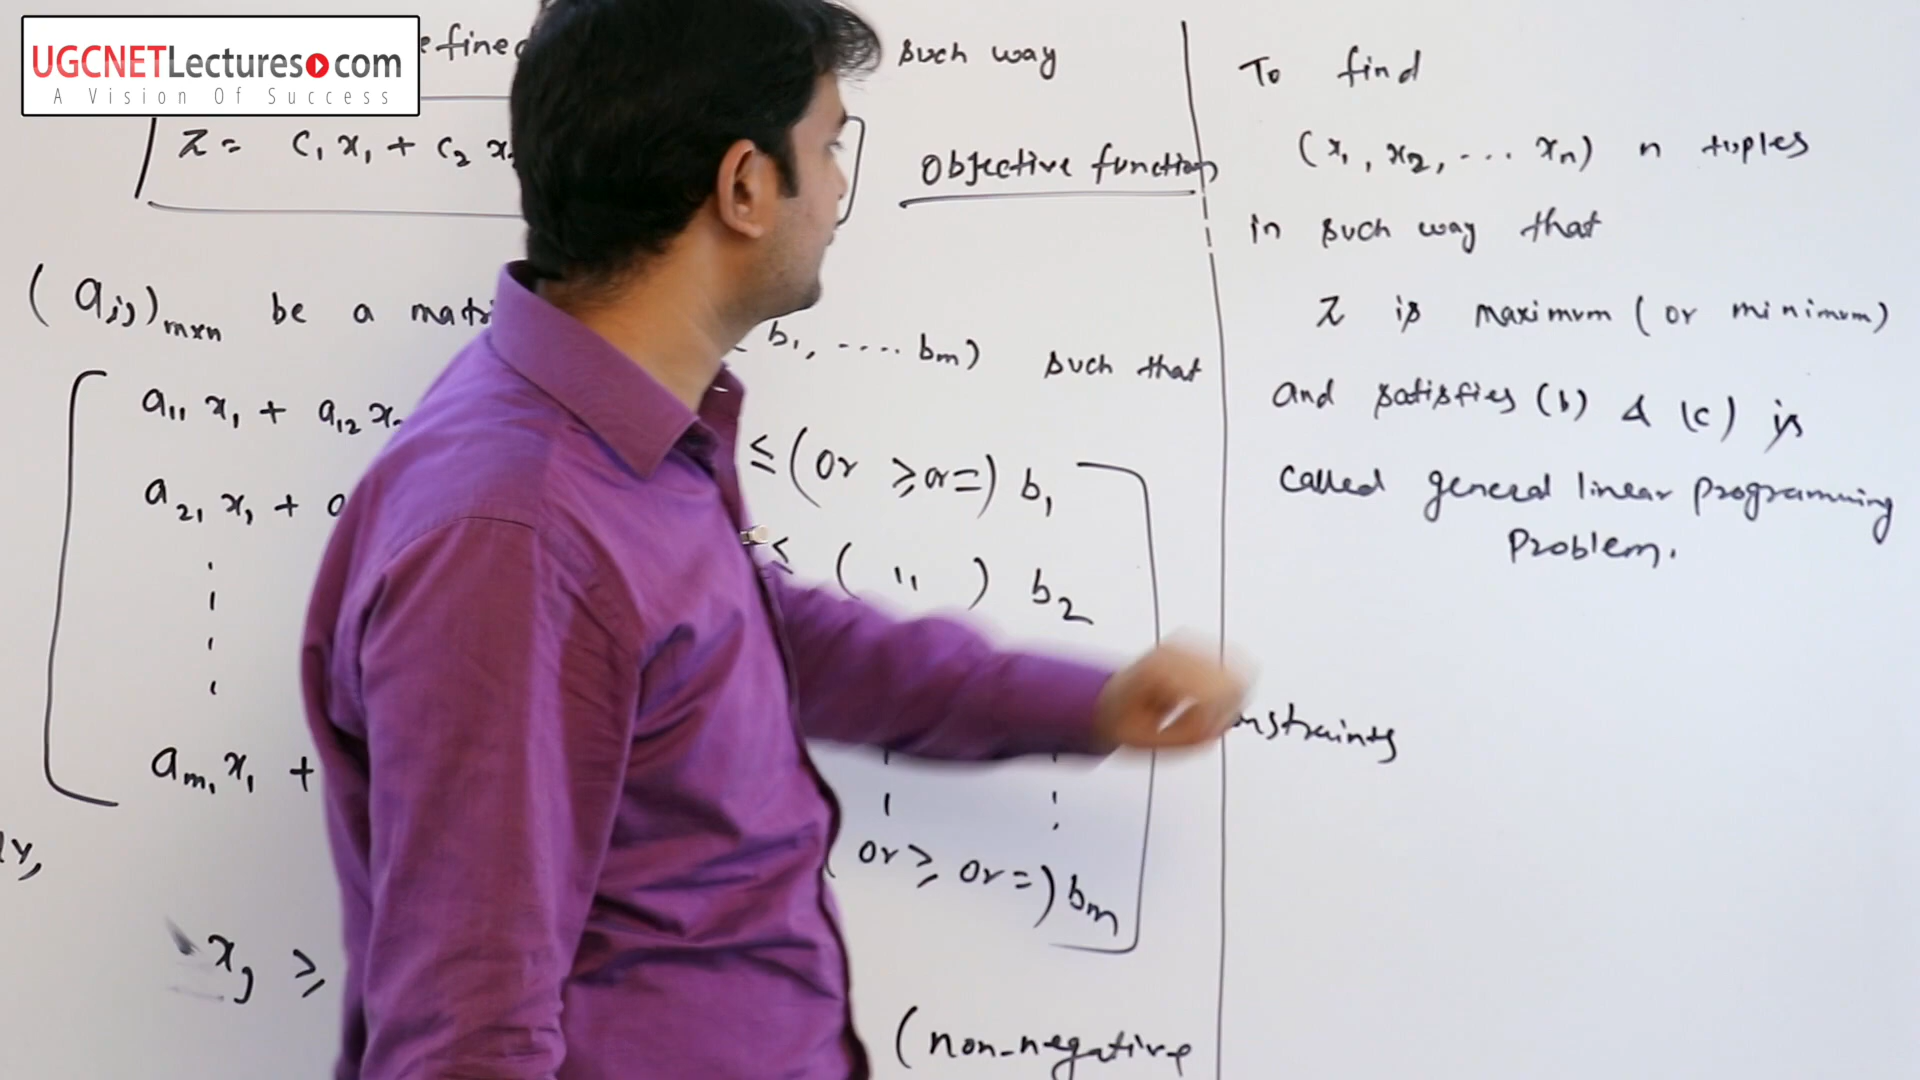 UGCNETLectures.com
A Vision Of Success
such way
Z = C₁ x₁ + C₂ x
Objective function
(aᵢⱼ)ₘₓₙ be a matri
b₁, .... bₘ) such that
a₁₁ x₁ + a₁₂ x
≤ (or ≥ or =) b₁
a₂₁ x₁ +
≤ ( '' ) b₂
aₘ₁ x₁ +
or ≥ or =) bₘ
xⱼ ≥
(non-negative
To find
(x₁, x₂, ... xₙ) n tuples
in such way that
Z is maximum (or minimum)
and satisfies (b) & (c) is
called general linear programming
Problem.
nstraints